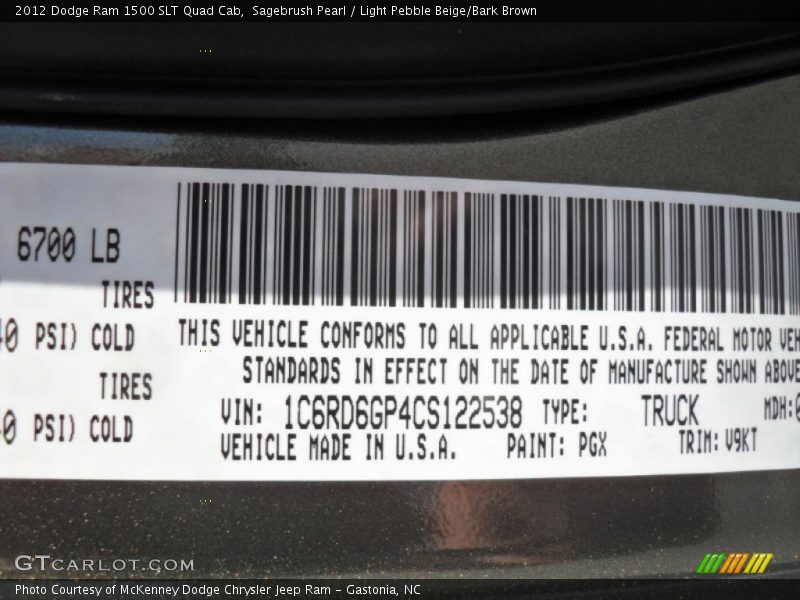 2012 Dodge Ram 1500 SLT Quad Cab,  Sagebrush Pearl / Light Pebble Beige/Bark Brown
6700 LB
TIRES
PSI) COLD
THIS VEHICLE CONFORMS TO ALL APPLICABLE U.S.A. FEDERAL MOTOR
STANDARDS IN EFFECT ON THE DATE OF MANUFACTURE SHOWN ABOVE
TIRES
VIN: 1C6RD6GP4CS122538 TYPE: TRUCK MDH:
PSI) COLD
VEHICLE MADE IN U.S.A. PAINT: PGX TRIM: V9KT
GTCARLOT.COM
Photo Courtesy of McKenney Dodge Chrysler Jeep Ram - Gastonia, NC